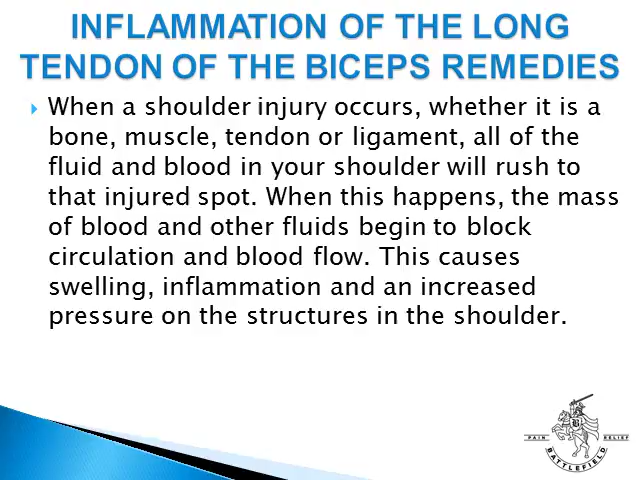 INFLAMMATION OF THE LONG
TENDON OF THE BICEPS REMEDIES
When a shoulder injury occurs, whether it is a
bone, muscle, tendon or ligament, all of the
fluid and blood in your shoulder will rush to
that injured spot. When this happens, the mass
of blood and other fluids begin to block
circulation and blood flow. This causes
swelling, inflammation and an increased
pressure on the structures in the shoulder.
B
PAIN RELIEF
BATTLEFIELD